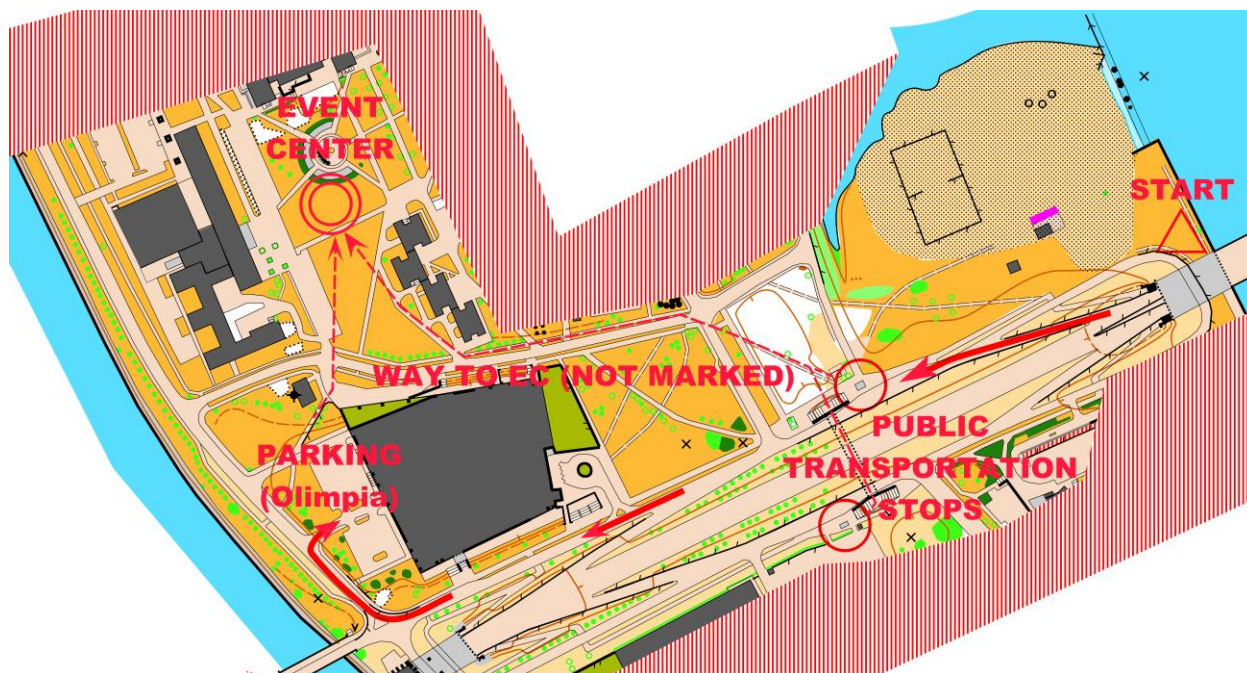 EVENT
CENTER
START
WAY TO EC (NOT MARKED)
PARKING
(Olimpia)
PUBLIC
TRANSPORTATION
STOPS